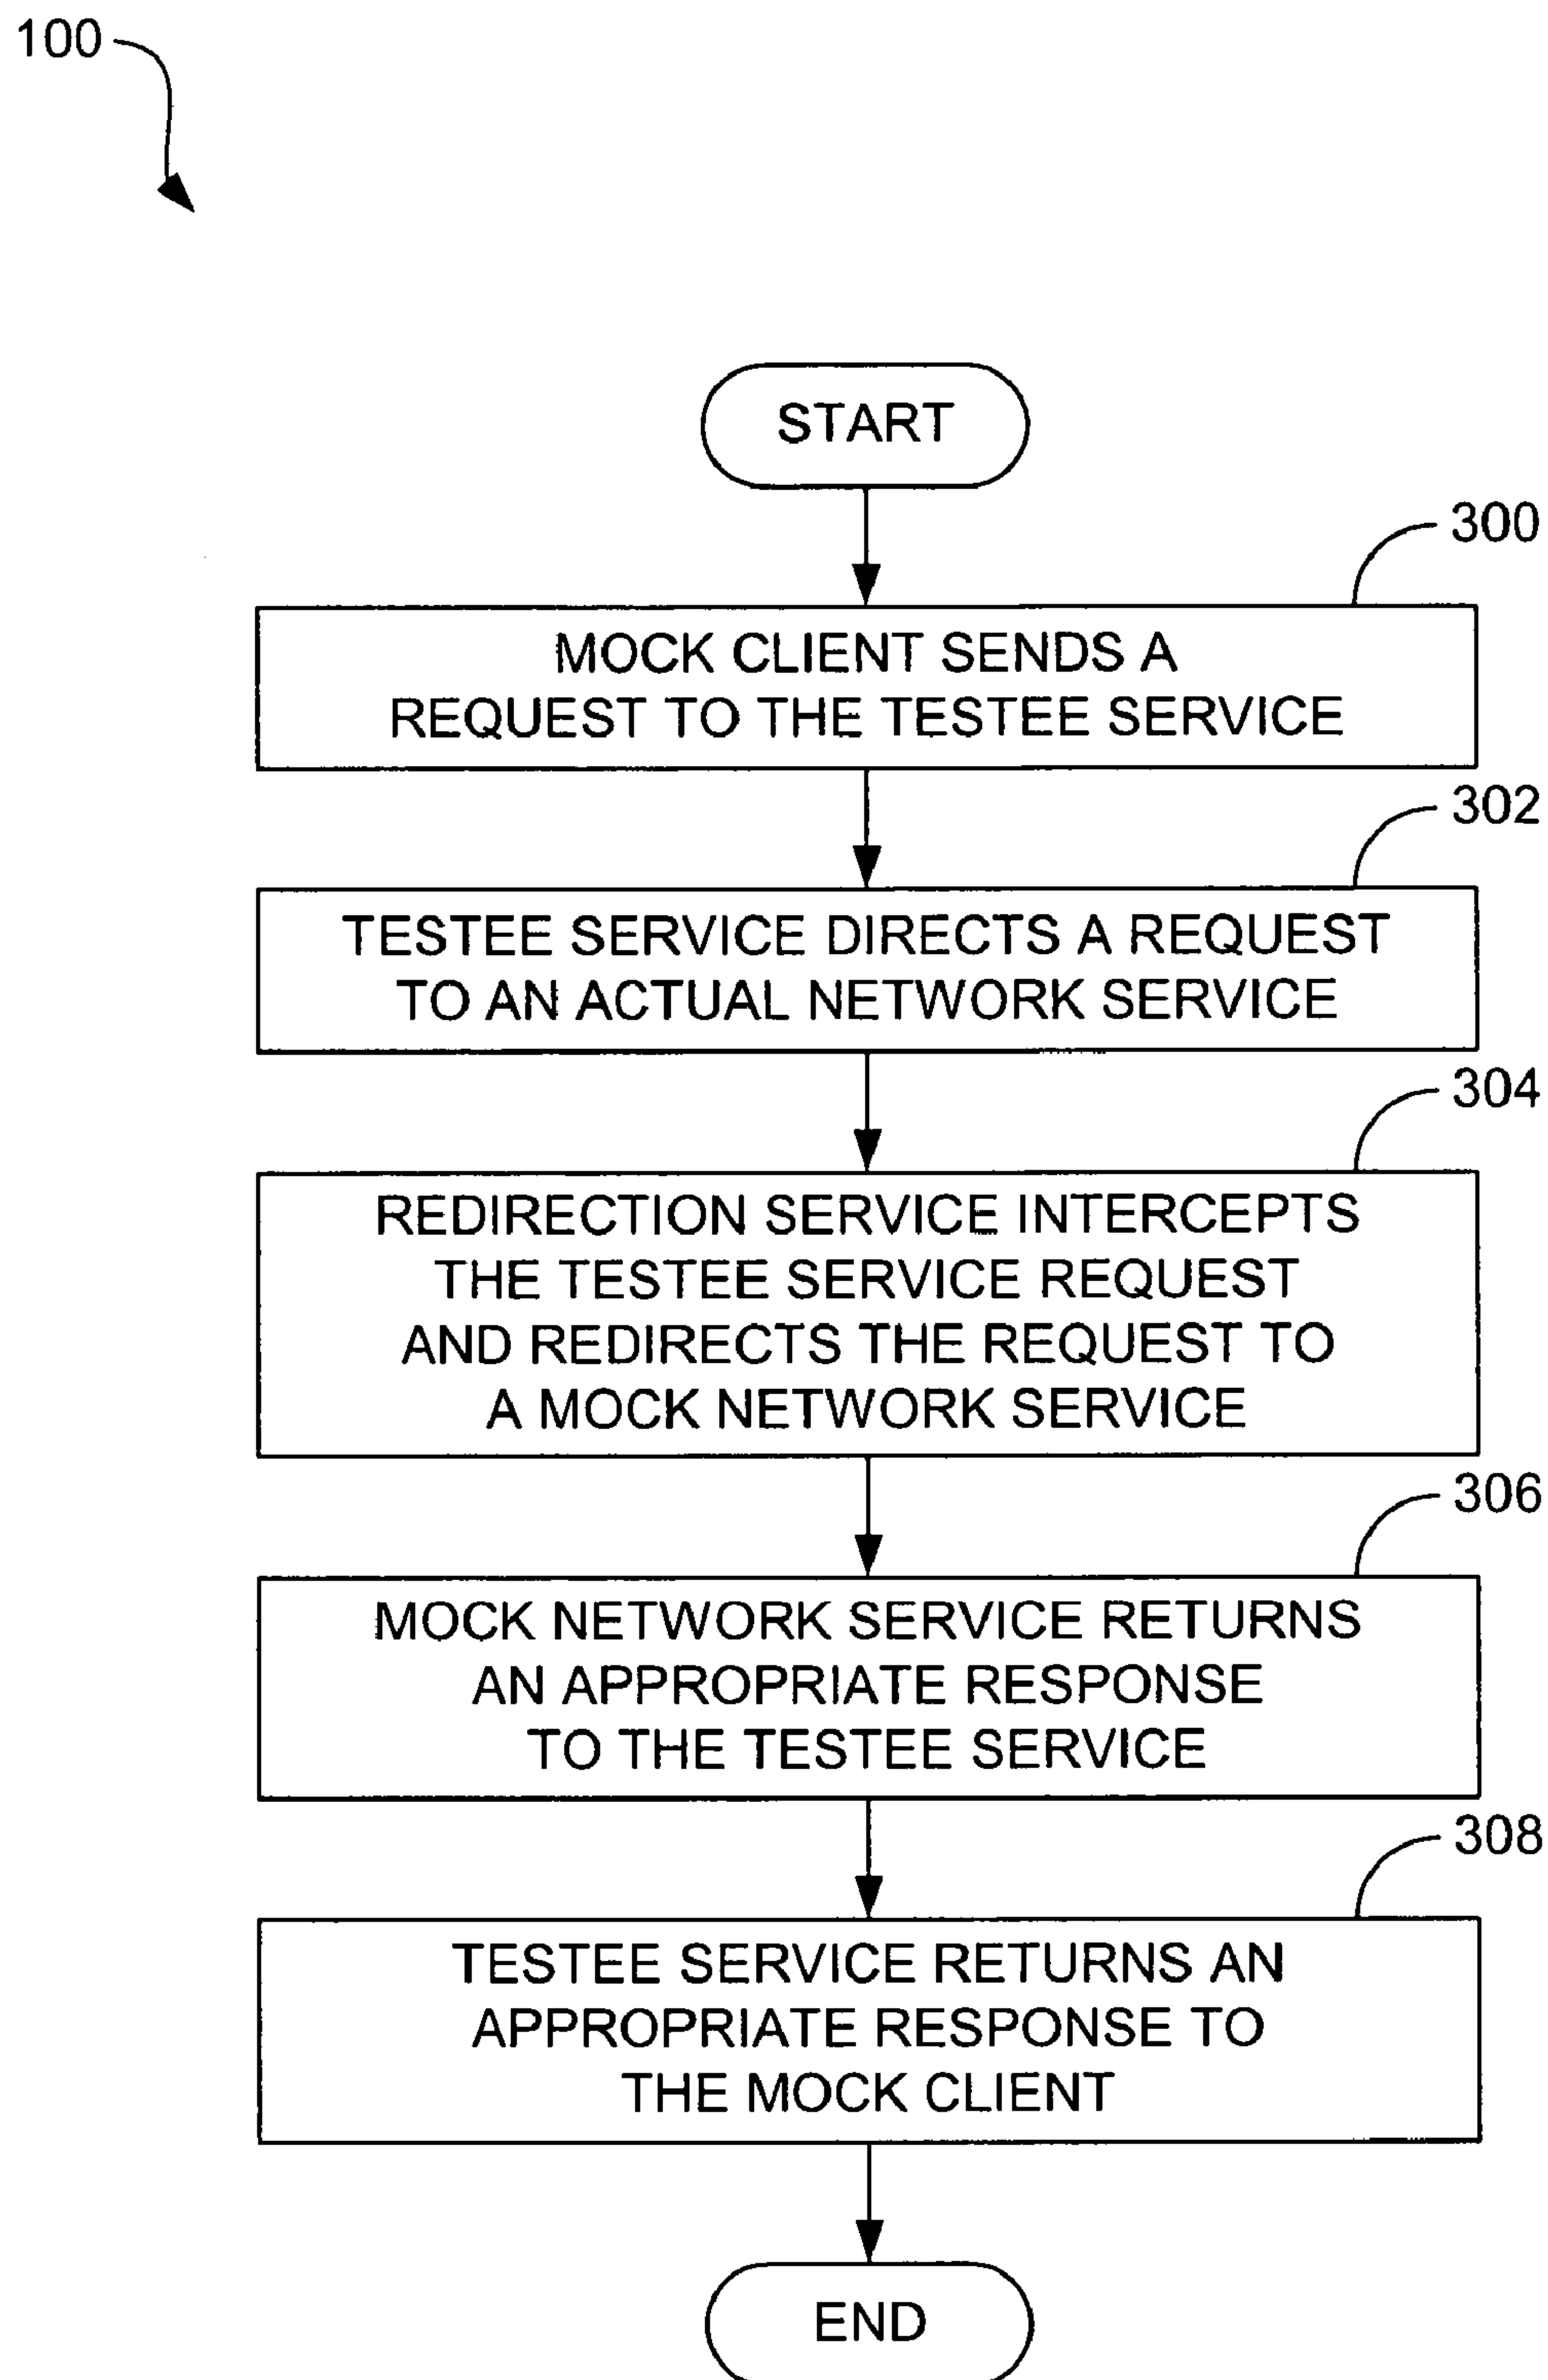 100
START
300
MOCK CLIENT SENDS A
REQUEST TO THE TESTEE SERVICE
302
TESTEE SERVICE DIRECTS A REQUEST
TO AN ACTUAL NETWORK SERVICE
304
REDIRECTION SERVICE INTERCEPTS
THE TESTEE SERVICE REQUEST
AND REDIRECTS THE REQUEST TO
A MOCK NETWORK SERVICE
306
MOCK NETWORK SERVICE RETURNS
AN APPROPRIATE RESPONSE
TO THE TESTEE SERVICE
308
TESTEE SERVICE RETURNS AN
APPROPRIATE RESPONSE TO
THE MOCK CLIENT
END